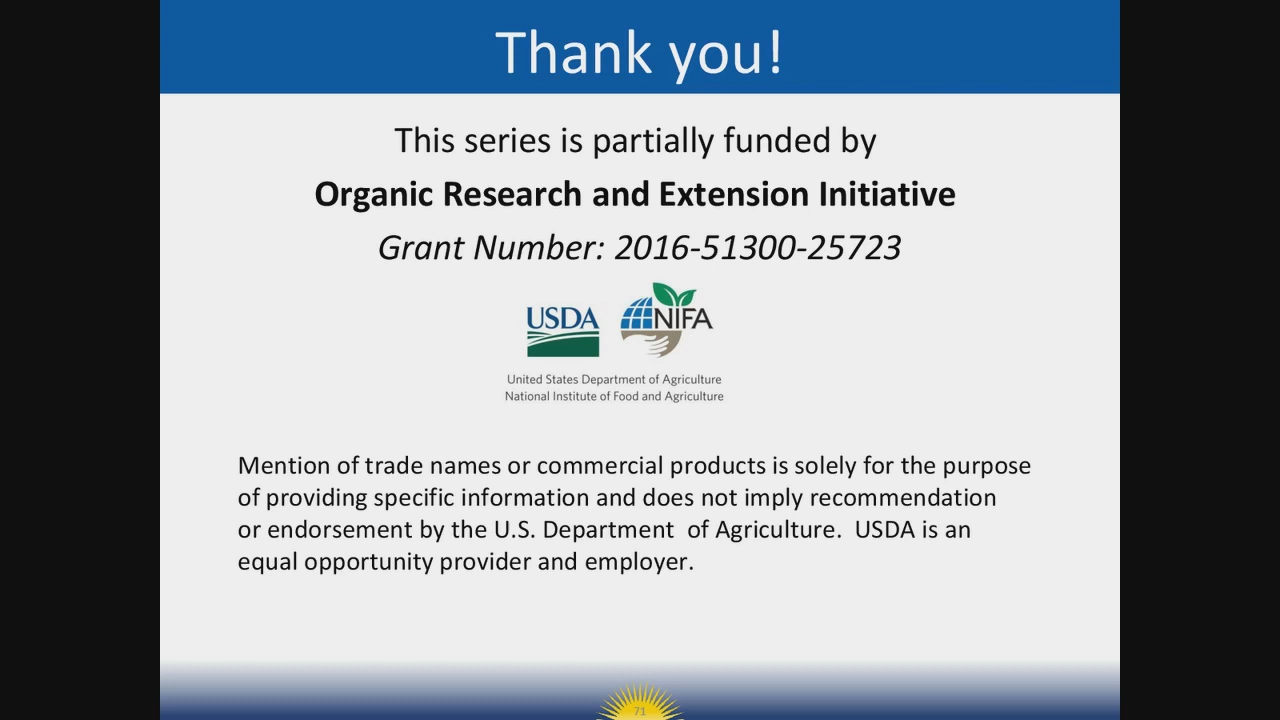 Thank you!
This series is partially funded by
Organic Research and Extension Initiative
Grant Number: 2016-51300-25723
USDA NIFA
United States Department of Agriculture
National Institute of Food and Agriculture
Mention of trade names or commercial products is solely for the purpose
of providing specific information and does not imply recommendation
or endorsement by the U.S. Department of Agriculture. USDA is an
equal opportunity provider and employer.
71